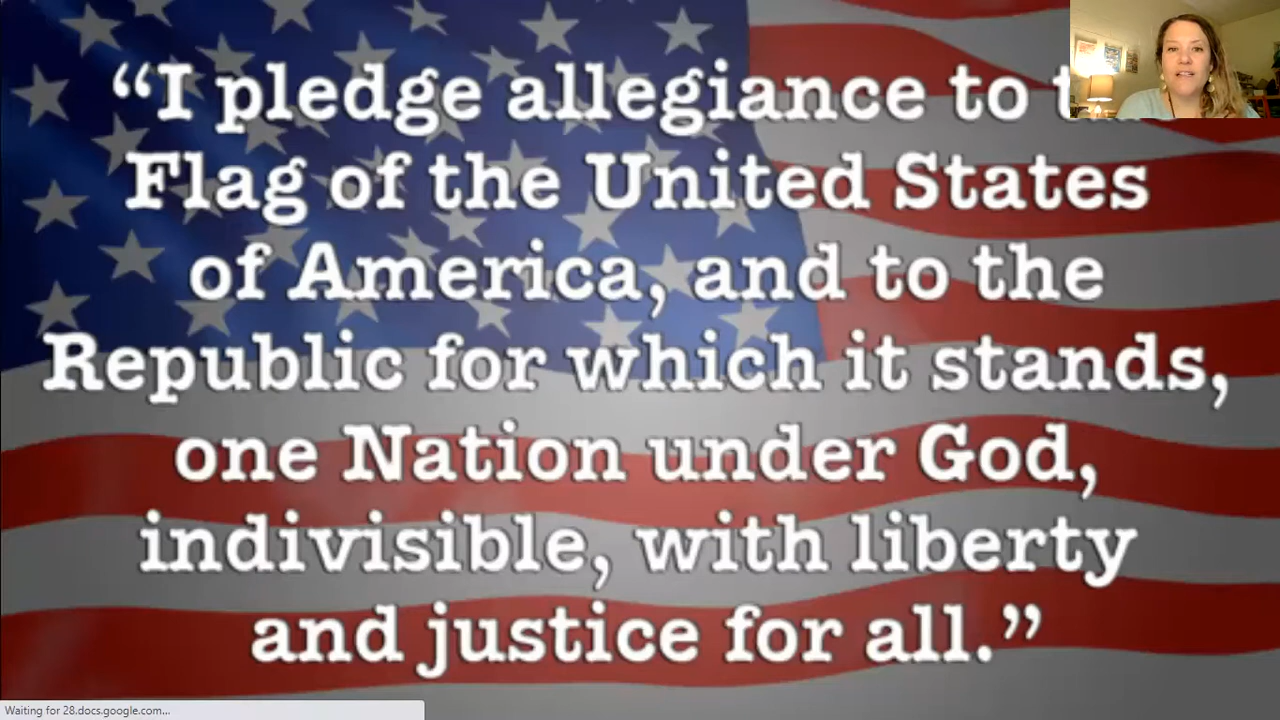 “I pledge allegiance to
Flag of the United States
of America, and to the
Republic for which it stands,
one Nation under God,
indivisible, with liberty
and justice for all.”
Waiting for 28.docs.google.com...